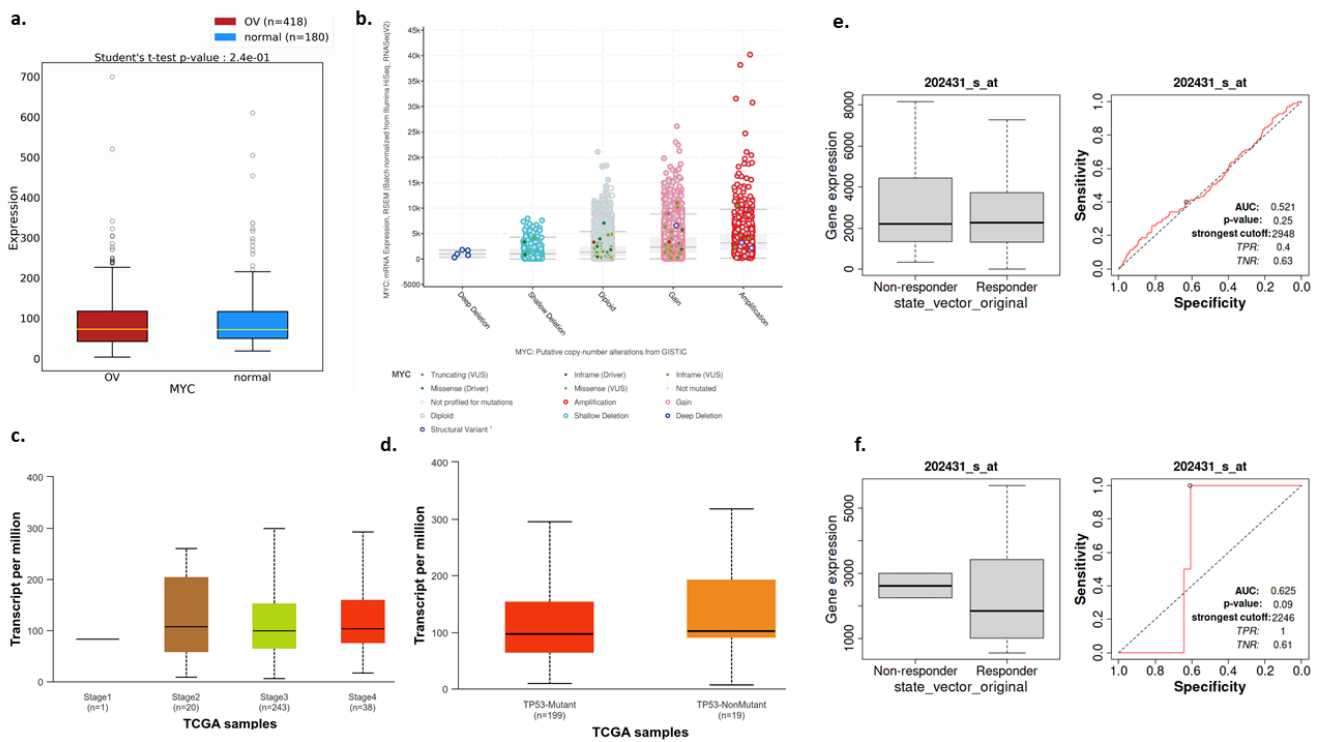 a.
OV (n=418)
normal (n=180)
Student's t-test p-value : 2.4e-01
700
600
500
400
300
200
100
0
Expression
OV
normal
MYC
b.
MYC: mRNA Expression, RSEM (Batch normalized from Illumina HiSeq_RNASeqV2)
45k
40k
35k
30k
25k
20k
15k
10k
5k
0
-5000
Deep Deletion
Shallow Deletion
Diploid
Gain
Amplification
MYC: Putative copy-number alterations from GISTIC
MYC
Truncating (VUS)
Inframe (Driver)
Inframe (VUS)
Missense (Driver)
Missense (VUS)
Not mutated
Not profiled for mutations
Amplification
Gain
Diploid
Shallow Deletion
Deep Deletion
Structural Variant ¹
c.
Transcript per million
400
300
200
100
0
Stage1
(n=1)
Stage2
(n=20)
Stage3
(n=243)
Stage4
(n=38)
TCGA samples
d.
Transcript per million
400
300
200
100
0
TP53-Mutant
(n=199)
TP53-NonMutant
(n=19)
TCGA samples
e.
202431_s_at
Gene expression
8000
6000
4000
2000
0
Non-responder
Responder
state_vector_original
202431_s_at
Sensitivity
1.0
0.8
0.6
0.4
0.2
0.0
AUC: 0.521
p-value: 0.25
strongest cutoff: 2948
TPR: 0.4
TNR: 0.63
1.0 0.8 0.6 0.4 0.2 0.0
Specificity
f.
202431_s_at
Gene expression
5000
3000
1000
Non-responder
Responder
state_vector_original
202431_s_at
Sensitivity
1.0
0.8
0.6
0.4
0.2
0.0
AUC: 0.625
p-value: 0.09
strongest cutoff: 2246
TPR: 1
TNR: 0.61
1.0 0.8 0.6 0.4 0.2 0.0
Specificity